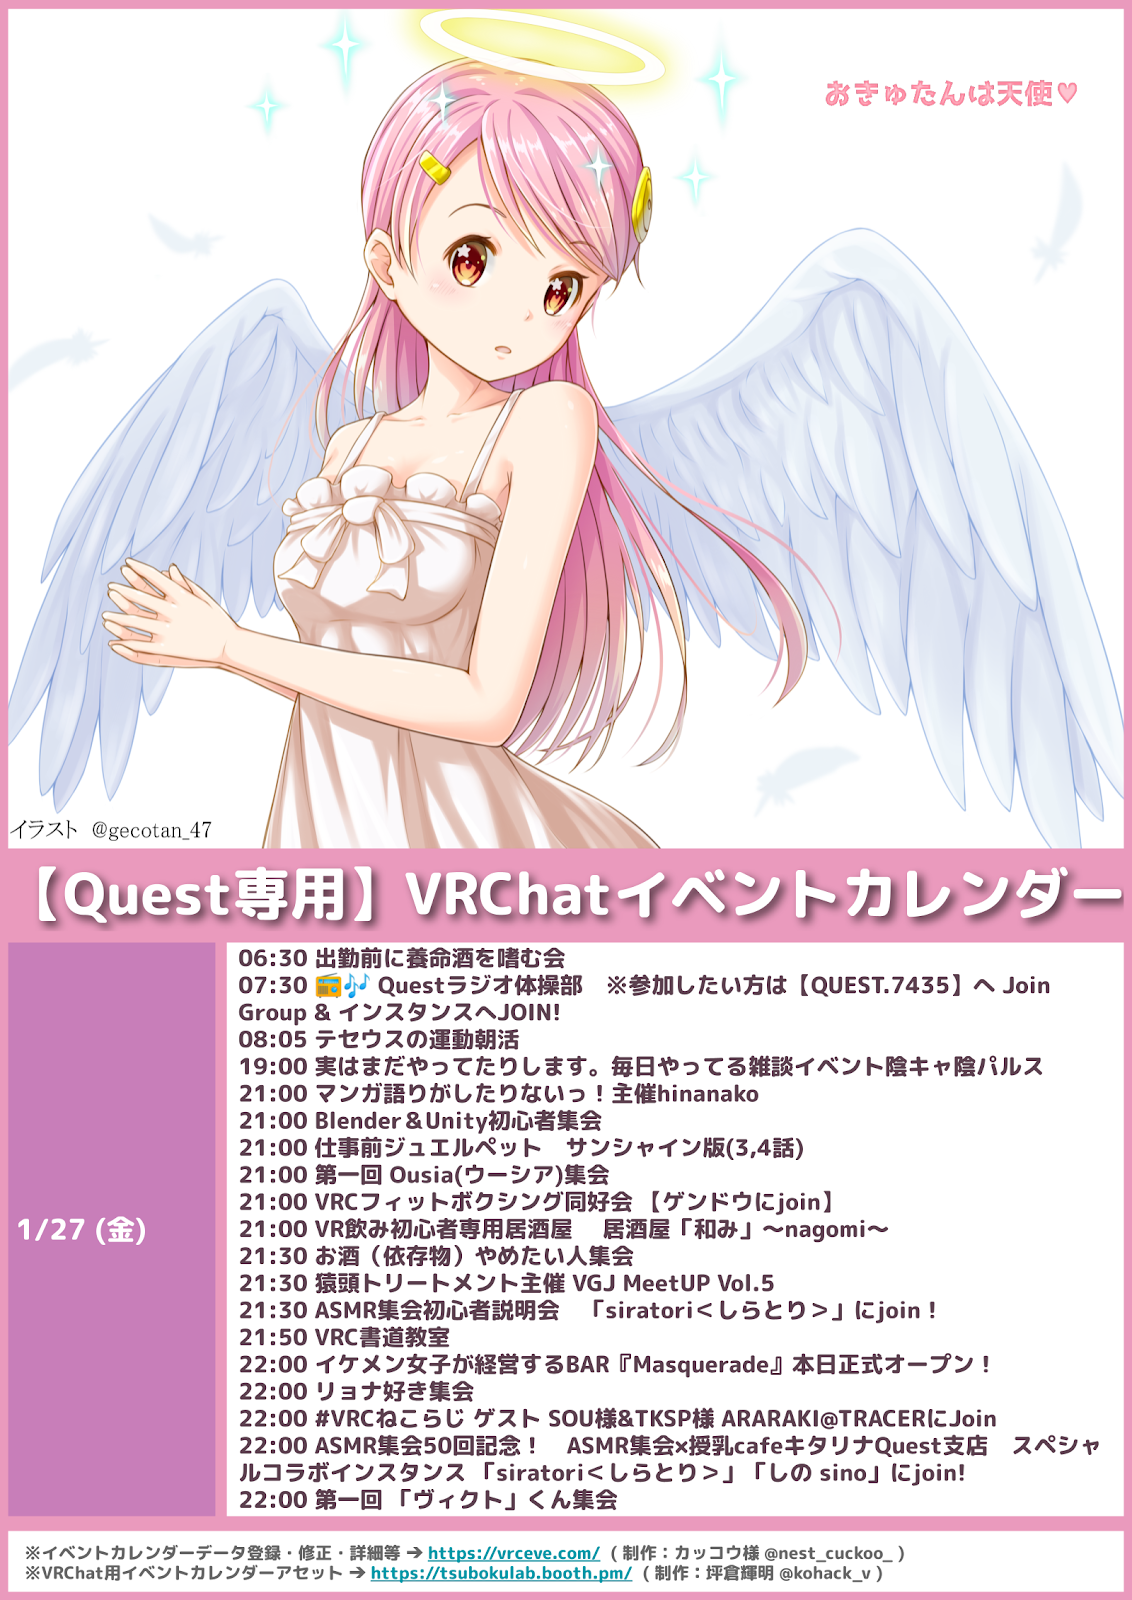 おきゅたんは天使♥
イラスト @gecotan_47
【Quest専用】VRChatイベントカレンダー
1/27 (金)
06:30 出勤前に養命酒を嗜む会
07:30 📻🎶 Questラジオ体操部　※参加したい方は【QUEST.7435】へ Join
Group & インスタンスへJOIN!
08:05 テセウスの運動朝活
19:00 実はまだやってたりします。毎日やってる雑談イベント陰キャ陰パルス
21:00 マンガ語りがしたりないっ！主催hinanako
21:00 Blender＆Unity初心者集会
21:00 仕事前ジュエルペット　サンシャイン版(3,4話)
21:00 第一回 Ousia(ウーシア)集会
21:00 VRCフィットボクシング同好会 【ゲンドウにjoin】
21:00 VR飲み初心者専用居酒屋　 居酒屋「和み」～nagomi～
21:30 お酒（依存物）やめたい人集会
21:30 猿頭トリートメント主催 VGJ MeetUP Vol.5
21:30 ASMR集会初心者説明会　「siratori＜しらとり＞」にjoin！
21:50 VRC書道教室
22:00 イケメン女子が経営するBAR『Masquerade』本日正式オープン！
22:00 リョナ好き集会
22:00 #VRCねこらじ ゲスト SOU様&TKSP様 ARARAKI@TRACERにJoin
22:00 ASMR集会50回記念！　ASMR集会×授乳cafeキタリナQuest支店　スペシャ
ルコラボインスタンス 「siratori＜しらとり＞」「しの sino」にjoin!
22:00 第一回 「ヴィクト」くん集会
※イベントカレンダーデータ登録・修正・詳細等 ➔ https://vrceve.com/ （ 制作：カッコウ様 @nest_cuckoo_ ）
※VRChat用イベントカレンダーアセット ➔ https://tsubokulab.booth.pm/ （ 制作：坪倉輝明 @kohack_v ）